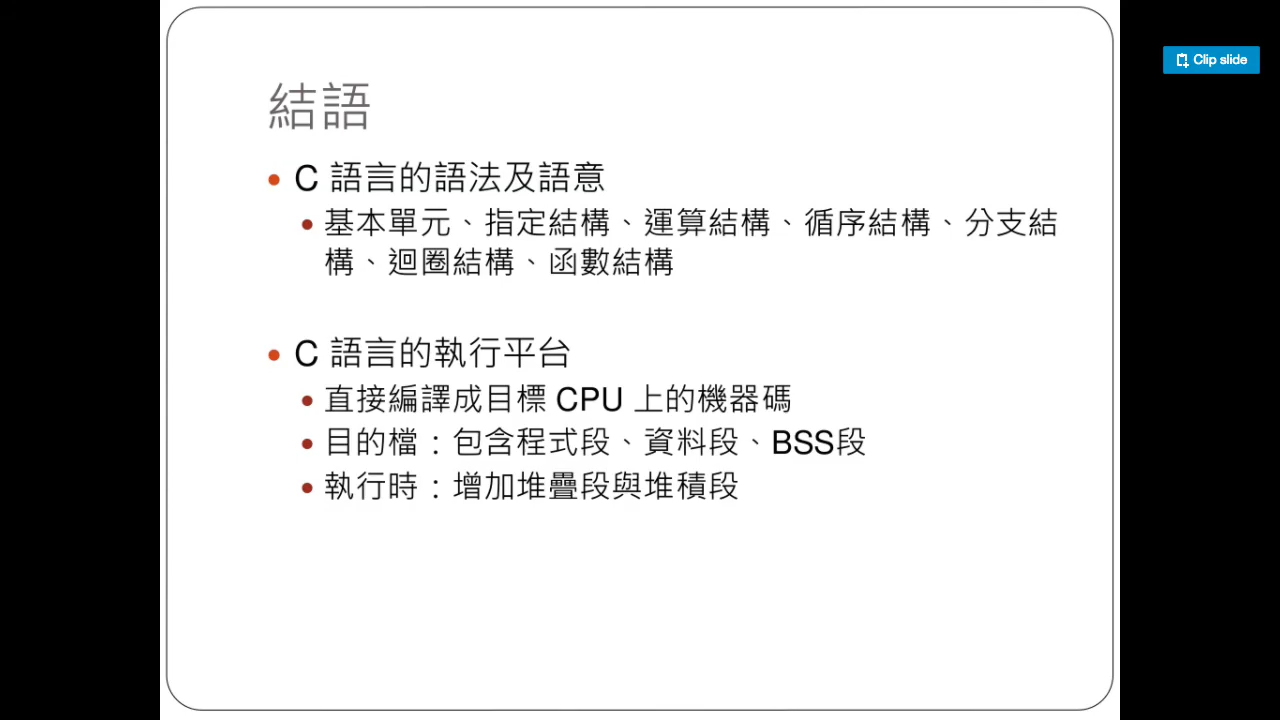 Clip slide
結語
C 語言的語法及語意
基本單元、指定結構、運算結構、循序結構、分支結
構、迴圈結構、函數結構
C 語言的執行平台
直接編譯成目標 CPU 上的機器碼
目的檔：包含程式段、資料段、BSS段
執行時：增加堆疊段與堆積段